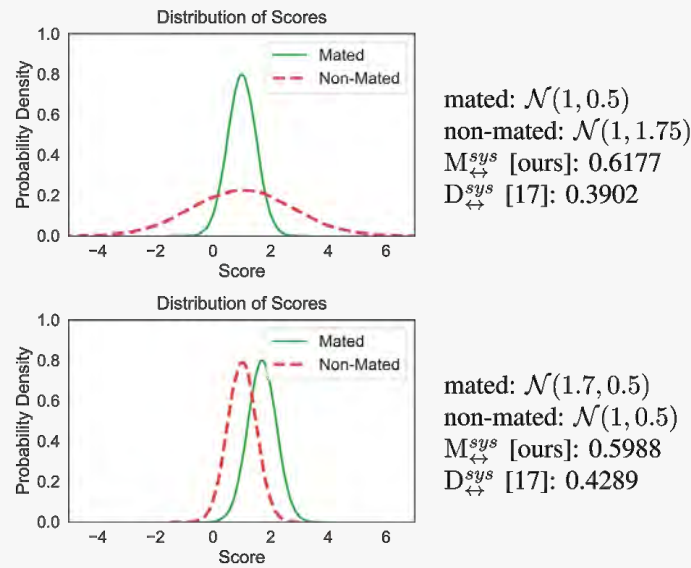 Distribution of Scores
1.0
0.8
0.6
0.4
0.2
0.0
Probability Density
Mated
Non-Mated
−4 −2 0 2 4 6
Score
mated: 𝒩(1, 0.5)
non-mated: 𝒩(1, 1.75)
M^{sys}_↔ [ours]: 0.6177
D^{sys}_↔ [17]: 0.3902
Distribution of Scores
1.0
0.8
0.6
0.4
0.2
0.0
Probability Density
Mated
Non-Mated
−4 −2 0 2 4 6
Score
mated: 𝒩(1.7, 0.5)
non-mated: 𝒩(1, 0.5)
M^{sys}_↔ [ours]: 0.5988
D^{sys}_↔ [17]: 0.4289